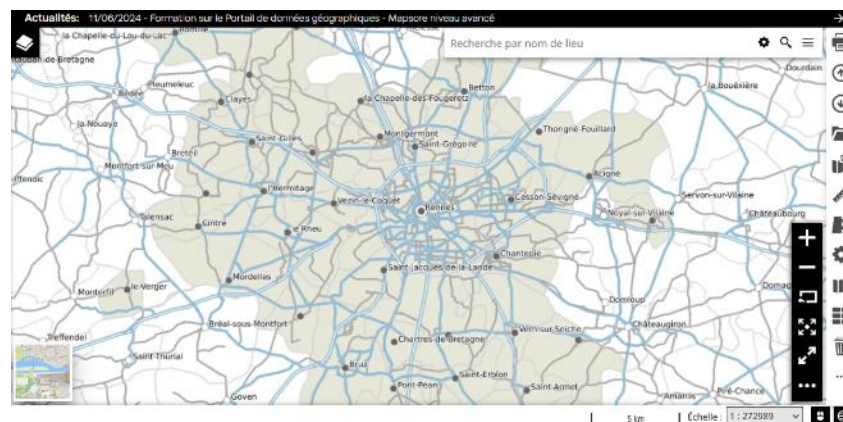 Actualités: 11/06/2024 - Formation sur le Portail de données géographiques - Mapsore niveau avancé
la Chapelle-du-Lou-du-Lac
Romillé
Recherche par nom de lieu
de-Bretagne
Dourdain
Pleumeleuc
Bédée
Clayes
Betton
la Bouëxière
la Chapelle-des-Fougeretz
la Nouaye
Saint-Gilles
Montgermont
Thorigné-Fouillard
Breteil
Saint-Grégoire
Montfort-sur-Meu
Acigné
Iffendic
l'Hermitage
Vezin-le-Coquet
Cesson-Sévigné
Servon-sur-Vilaine
Talensac
Rennes
Noyal-sur-Vilaine
Châteaubourg
Cintré
le Rheu
Chantepie
Mordelles
Saint-Jacques-de-la-Lande
Monterfil
le Verger
Domloup
Bréal-sous-Montfort
Vern-sur-Seiche
Châteaugiron
Treffendel
Chartres-de-Bretagne
Saint-Thurial
Bruz
Saint-Erblon
Goven
Pont-Péan
Saint-Armel
Amanlis
Piré-Chancé
5 km
Échelle : 1 : 272989